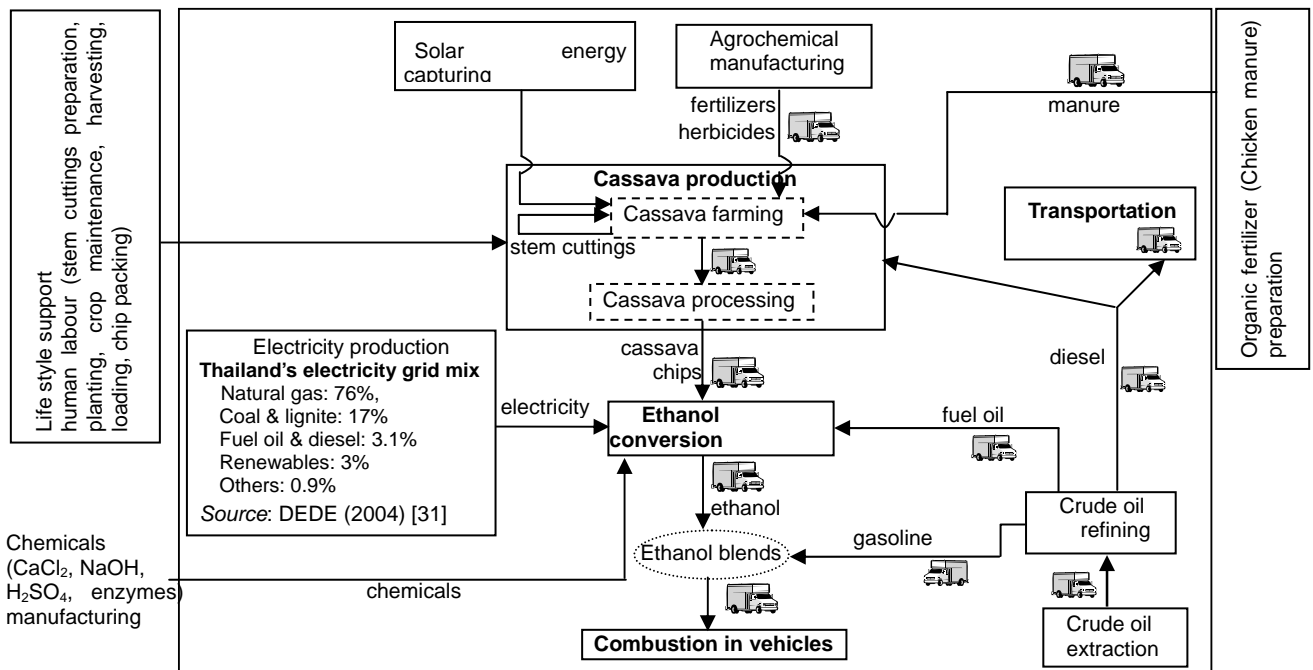 Life style support
human labour (stem cuttings preparation,
planting, crop maintenance, harvesting,
loading, chip packing)
Solar energy
capturing
Agrochemical
manufacturing
fertilizers
herbicides
manure
Organic fertilizer (Chicken manure)
preparation
Cassava production
Cassava farming
stem cuttings
Cassava processing
Transportation
diesel
cassava
chips
Electricity production
Thailand's electricity grid mix
Natural gas: 76%,
Coal & lignite: 17%
Fuel oil & diesel: 3.1%
Renewables: 3%
Others: 0.9%
Source: DEDE (2004) [31]
electricity
Ethanol
conversion
fuel oil
ethanol
Crude oil
refining
gasoline
Ethanol blends
Chemicals
(CaCl₂, NaOH,
H₂SO₄, enzymes)
manufacturing
chemicals
Combustion in vehicles
Crude oil
extraction